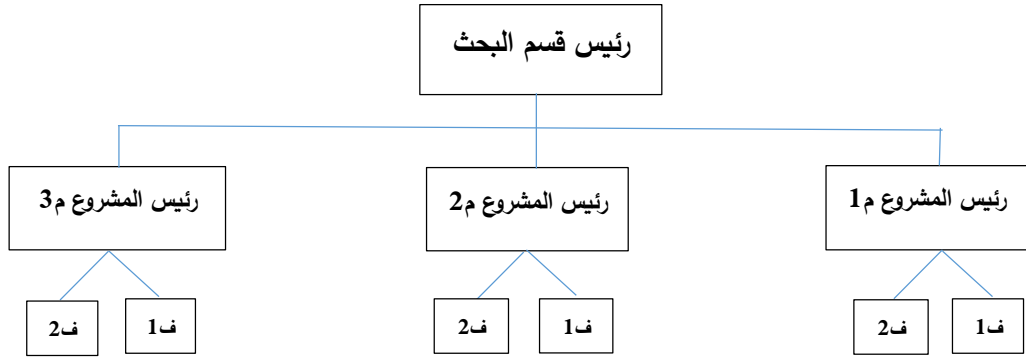 رئيس قسم البحث
رئيس المشروع م1
رئيس المشروع م2
رئيس المشروع م3
ف1
ف2
ف1
ف2
ف1
ف2